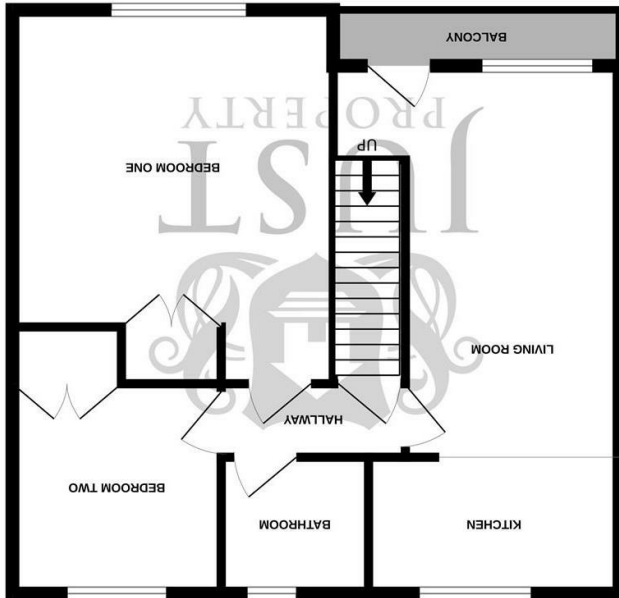 KITCHEN
BATHROOM
BEDROOM TWO
HALLWAY
LIVING ROOM
JUST
PROPERTY
BEDROOM ONE
UP
BALCONY